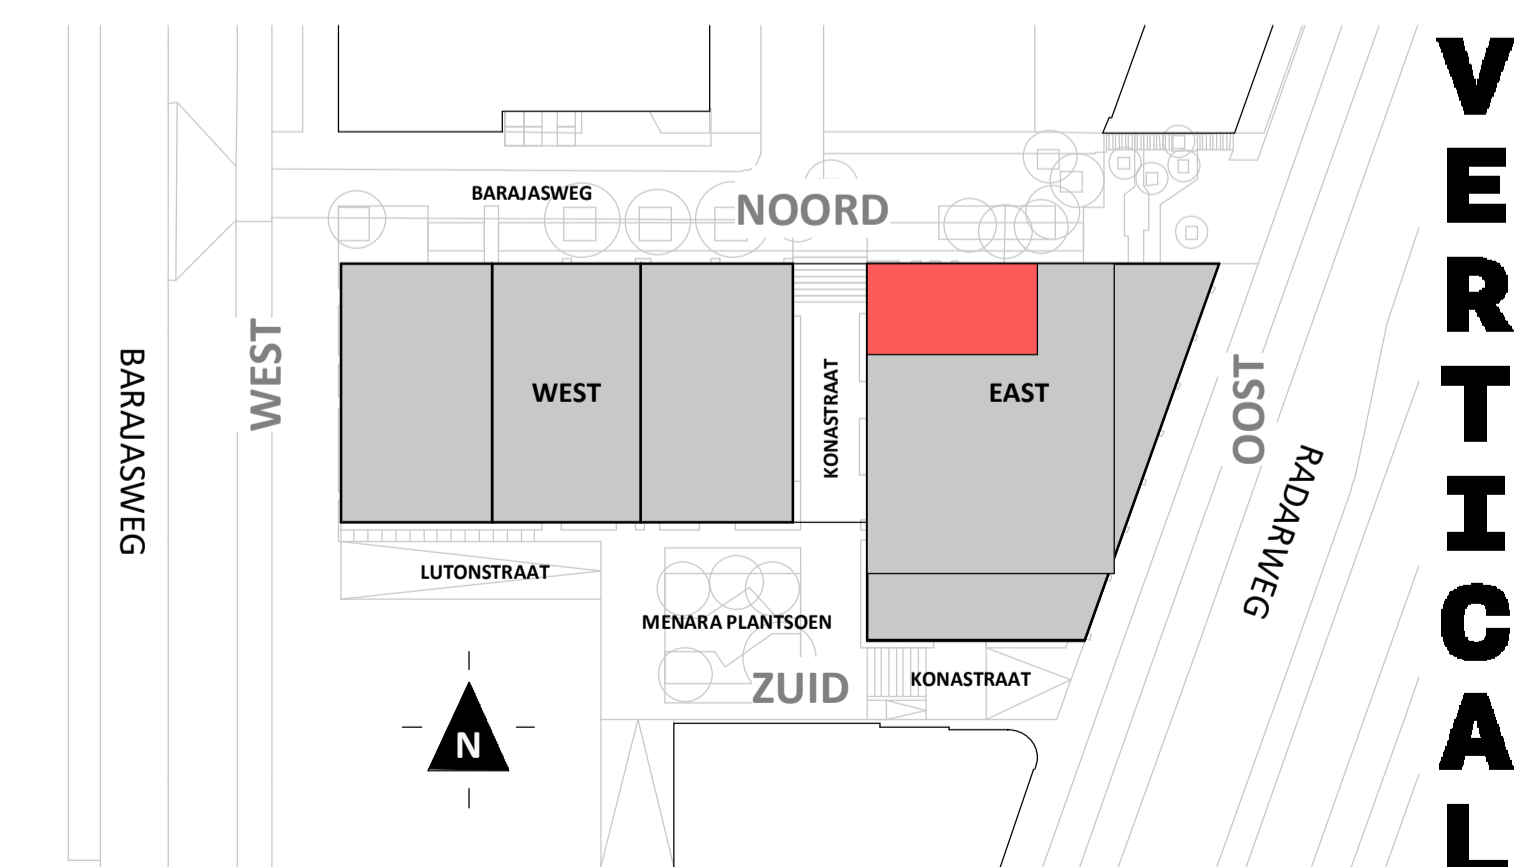 BARAJASWEG
NOORD
WEST
BARAJASWEG
WEST
KONASTRAAT
EAST
OOST
RADARWEG
LUTONSTRAAT
MENARA PLANTSOEN
ZUID
KONASTRAAT
N
VERTICAL